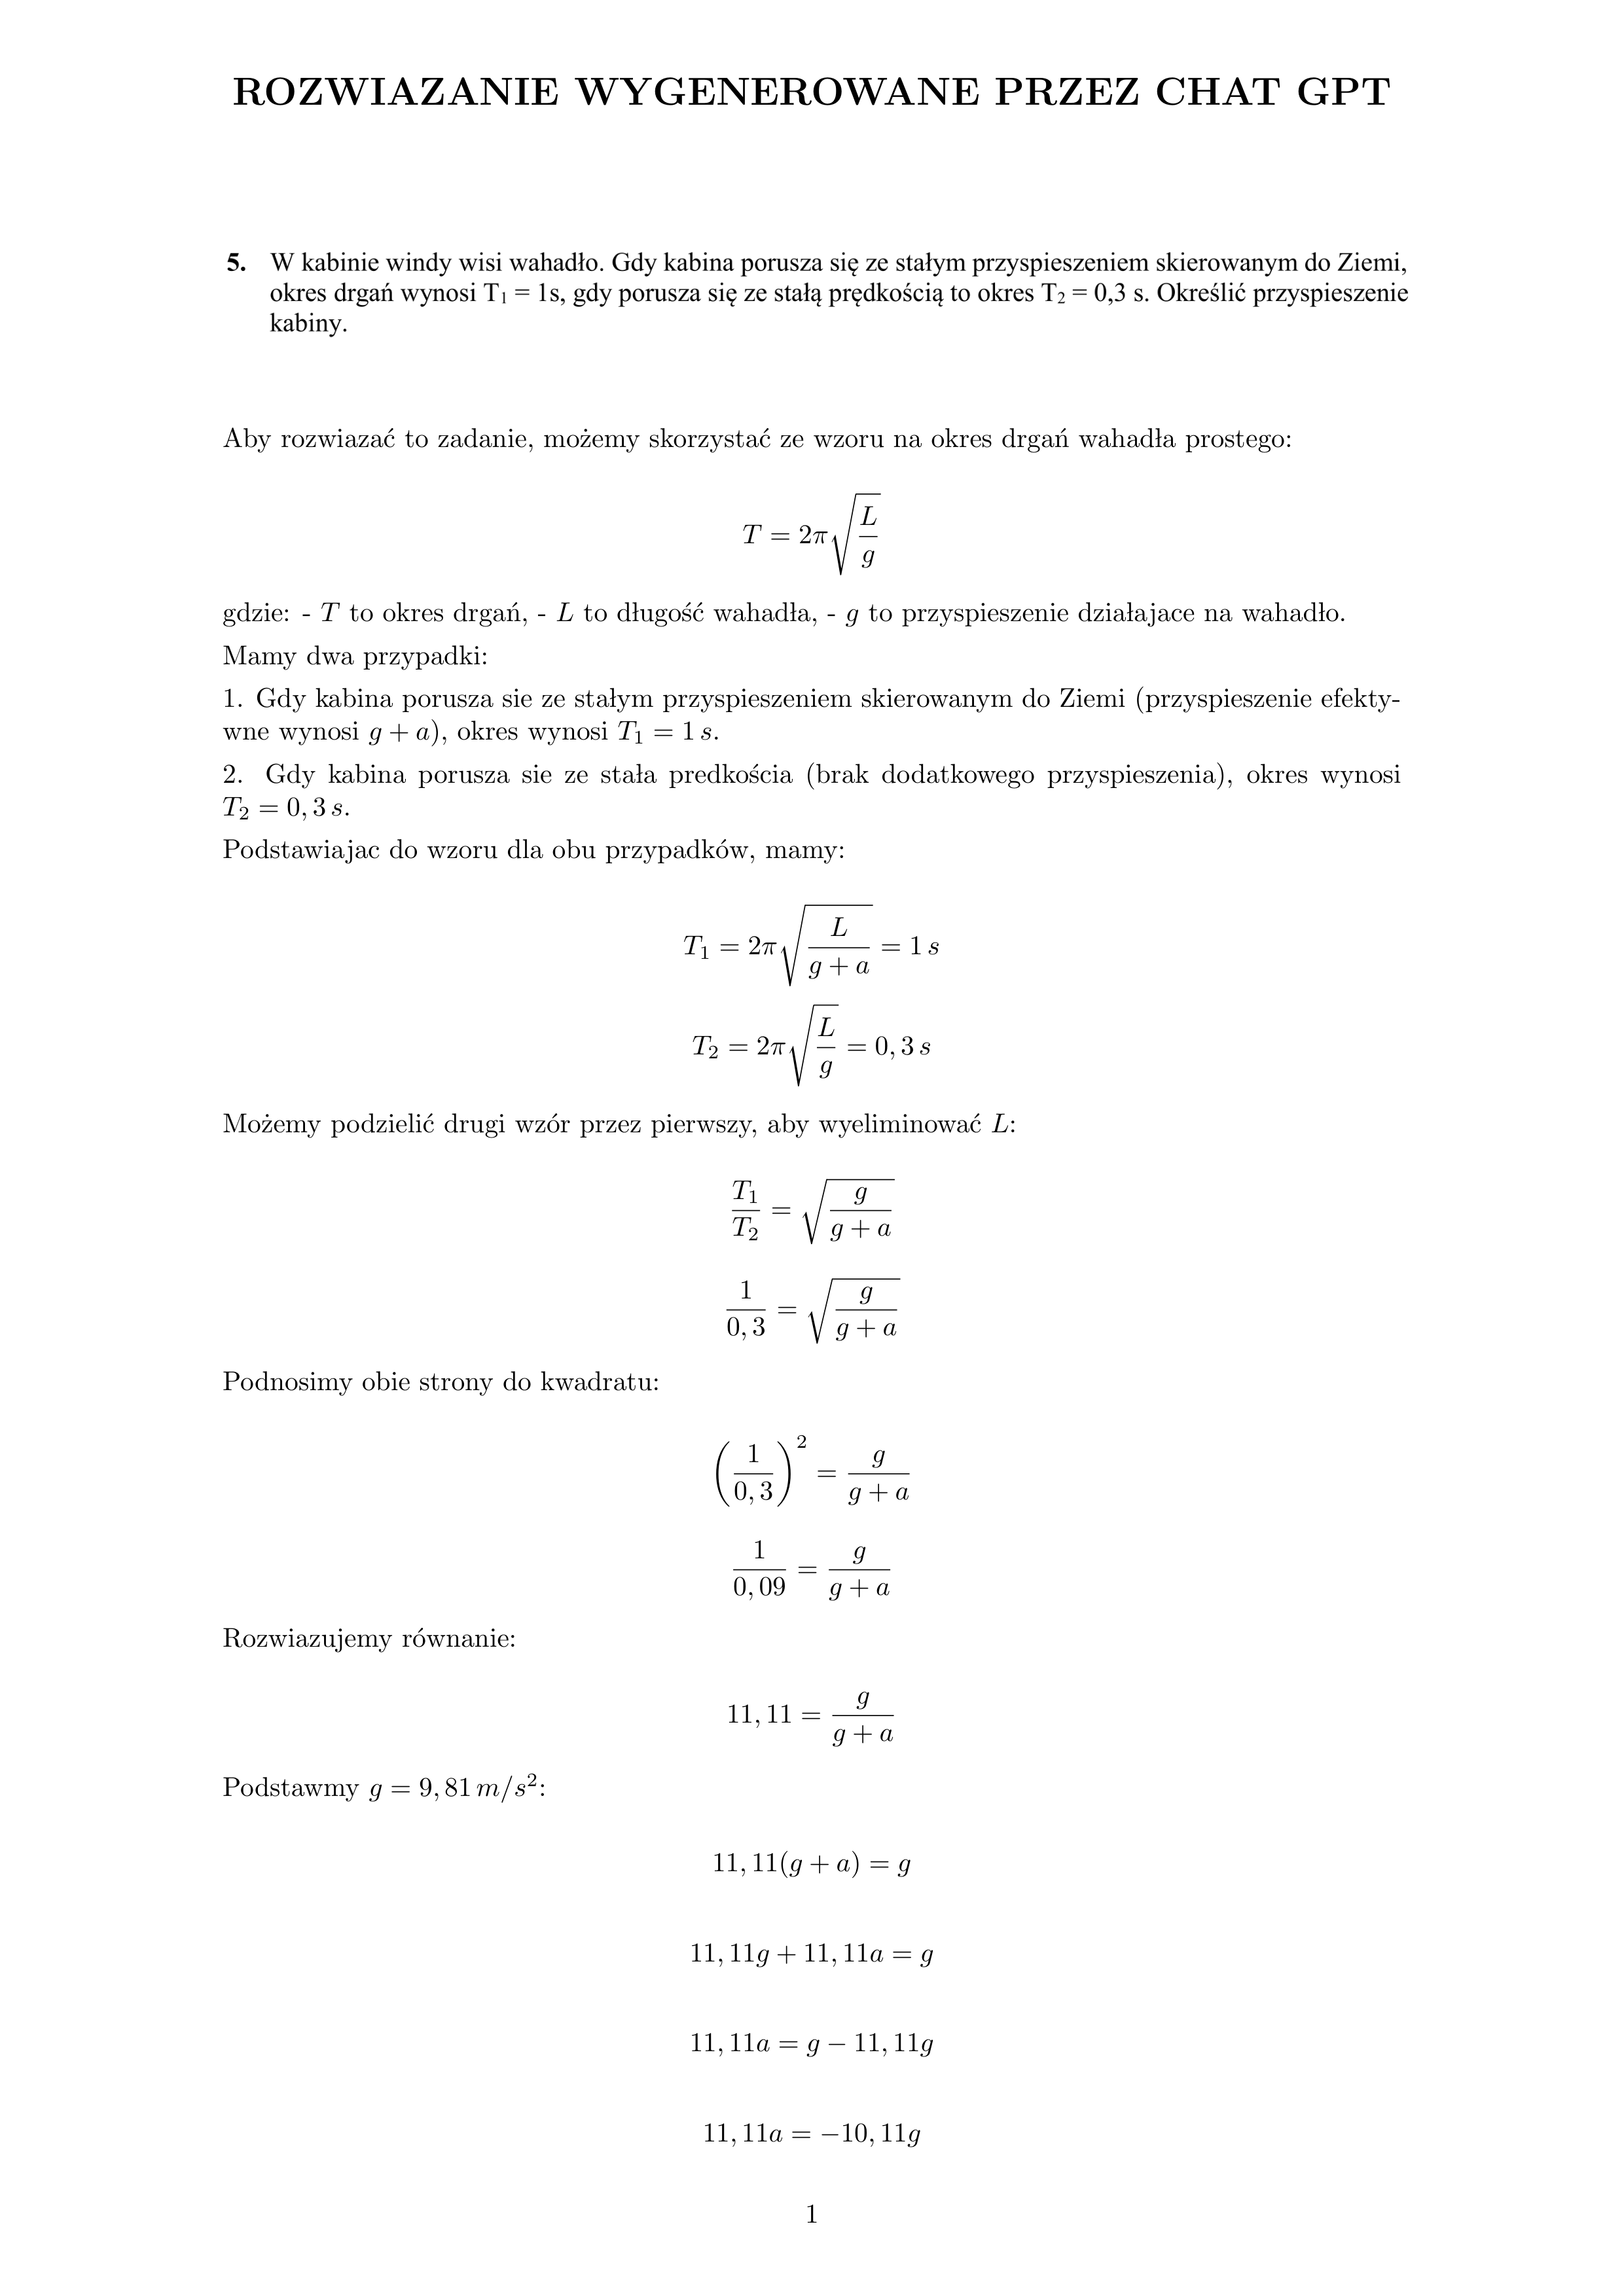 ROZWIAZANIE WYGENEROWANE PRZEZ CHAT GPT
5. W kabinie windy wisi wahadło. Gdy kabina porusza się ze stałym przyspieszeniem skierowanym do Ziemi,
okres drgań wynosi T₁ = 1s, gdy porusza się ze stałą prędkością to okres T₂ = 0,3 s. Określić przyspieszenie
kabiny.
Aby rozwiazać to zadanie, możemy skorzystać ze wzoru na okres drgań wahadła prostego:
$T = 2\pi\sqrt{\frac{L}{g}}$
gdzie: - T to okres drgań, - L to długość wahadła, - g to przyspieszenie działajace na wahadło.
Mamy dwa przypadki:
1. Gdy kabina porusza sie ze stałym przyspieszeniem skierowanym do Ziemi (przyspieszenie efekty-
wne wynosi g + a), okres wynosi T₁ = 1 s.
2. Gdy kabina porusza sie ze stała predkościa (brak dodatkowego przyspieszenia), okres wynosi
T₂ = 0, 3 s.
Podstawiajac do wzoru dla obu przypadków, mamy:
$T_1 = 2\pi\sqrt{\frac{L}{g + a}} = 1\,s$
$T_2 = 2\pi\sqrt{\frac{L}{g}} = 0, 3\,s$
Możemy podzielić drugi wzór przez pierwszy, aby wyeliminować L:
$\frac{T_1}{T_2} = \sqrt{\frac{g}{g + a}}$
$\frac{1}{0, 3} = \sqrt{\frac{g}{g + a}}$
Podnosimy obie strony do kwadratu:
$\left(\frac{1}{0, 3}\right)^2 = \frac{g}{g + a}$
$\frac{1}{0, 09} = \frac{g}{g + a}$
Rozwiazujemy równanie:
$11, 11 = \frac{g}{g + a}$
Podstawmy g = 9, 81 m/s²:
11, 11(g + a) = g
11, 11g + 11, 11a = g
11, 11a = g − 11, 11g
11, 11a = −10, 11g
1